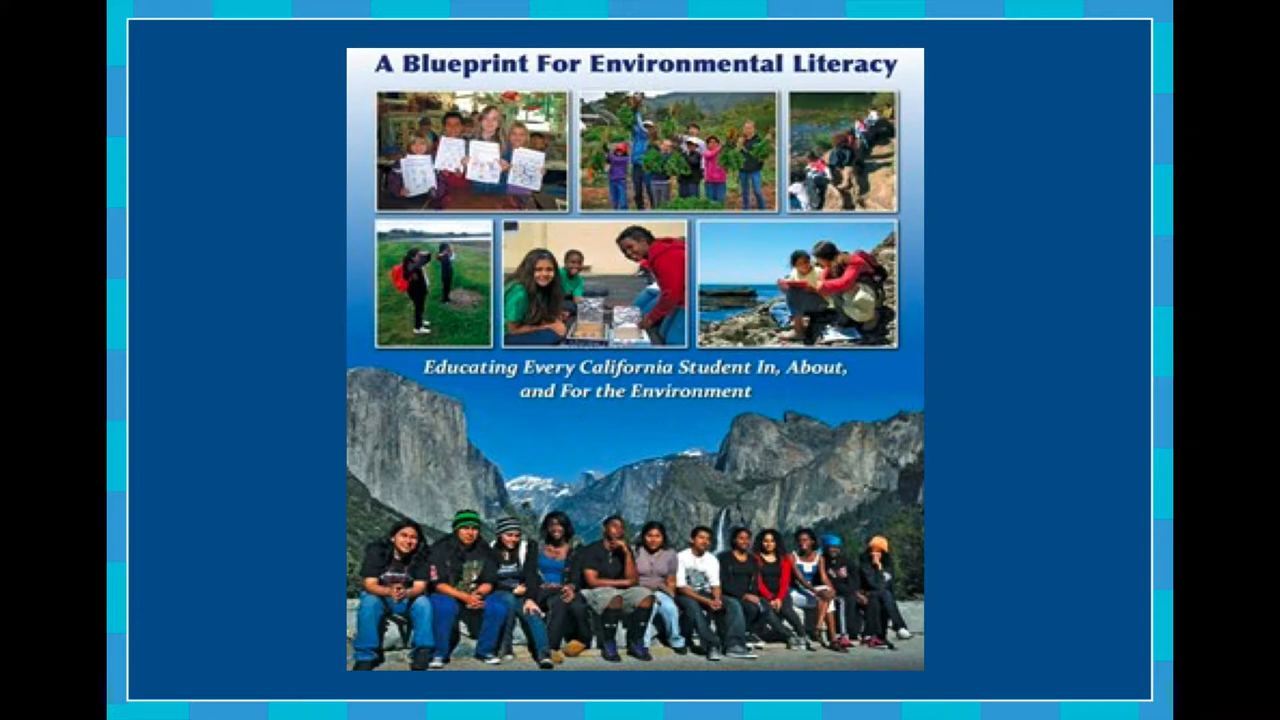 A Blueprint For Environmental Literacy
Educating Every California Student In, About,
and For the Environment